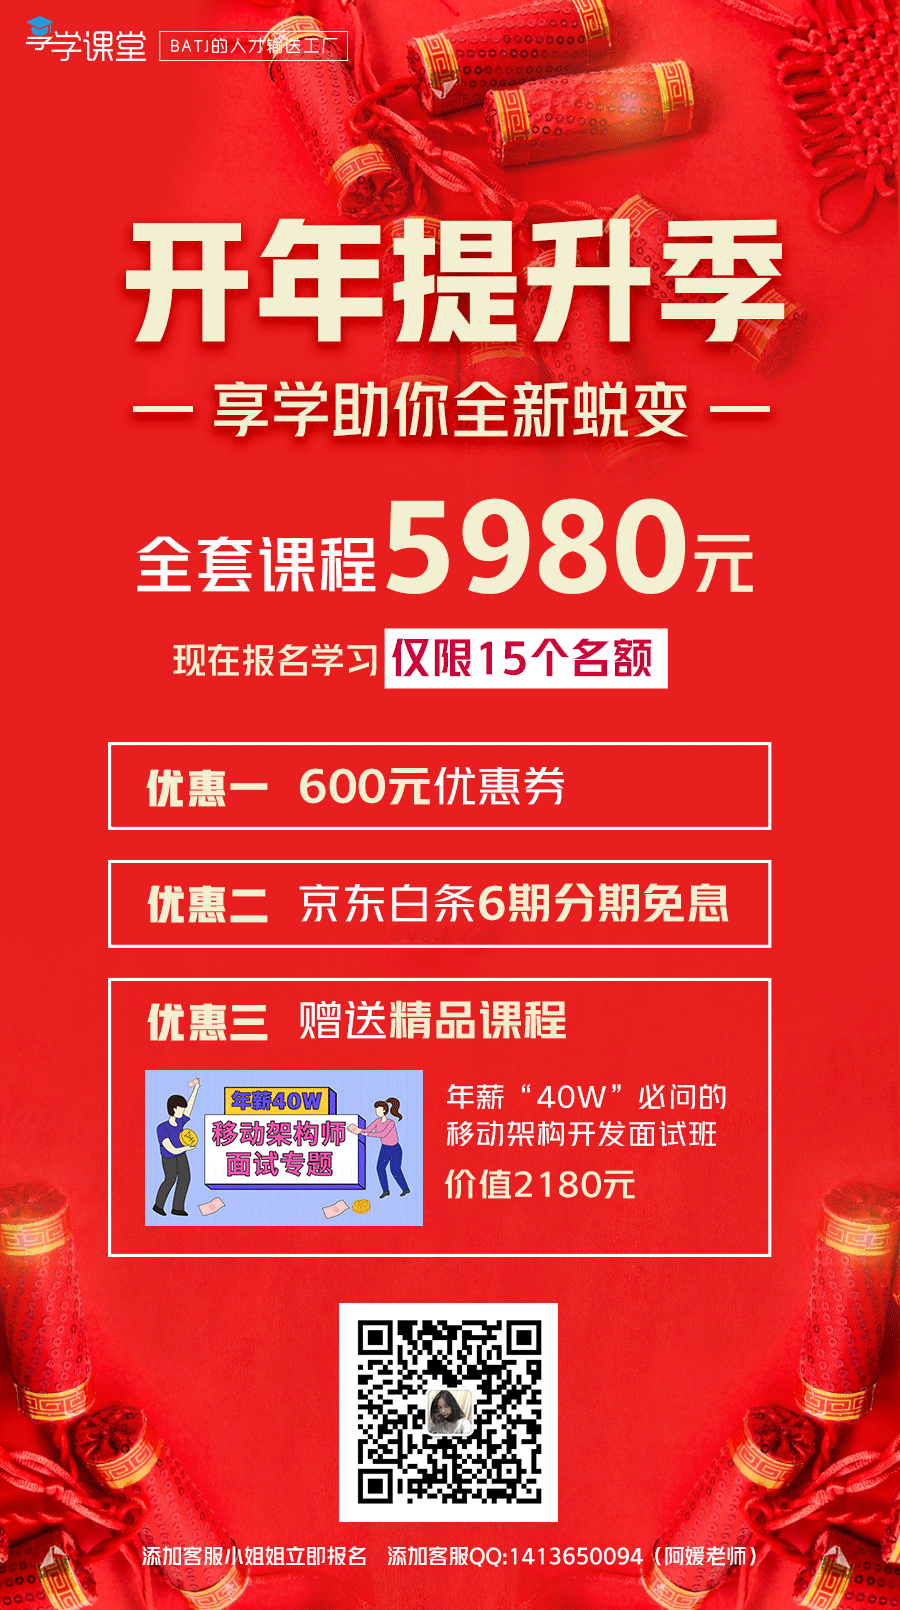 享学课堂 BATJ的人才输送工厂
开年提升季
享学助你全新蜕变
全套课程5980元
现在报名学习 仅限15个名额
优惠一 600元优惠券
优惠二 京东白条6期分期免息
优惠三 赠送精品课程
年薪40W
移动架构师
面试专题
年薪“40W”必问的
移动架构开发面试班
价值2180元
添加客服小姐姐立即报名 添加客服QQ:1413650094（阿媛老师）